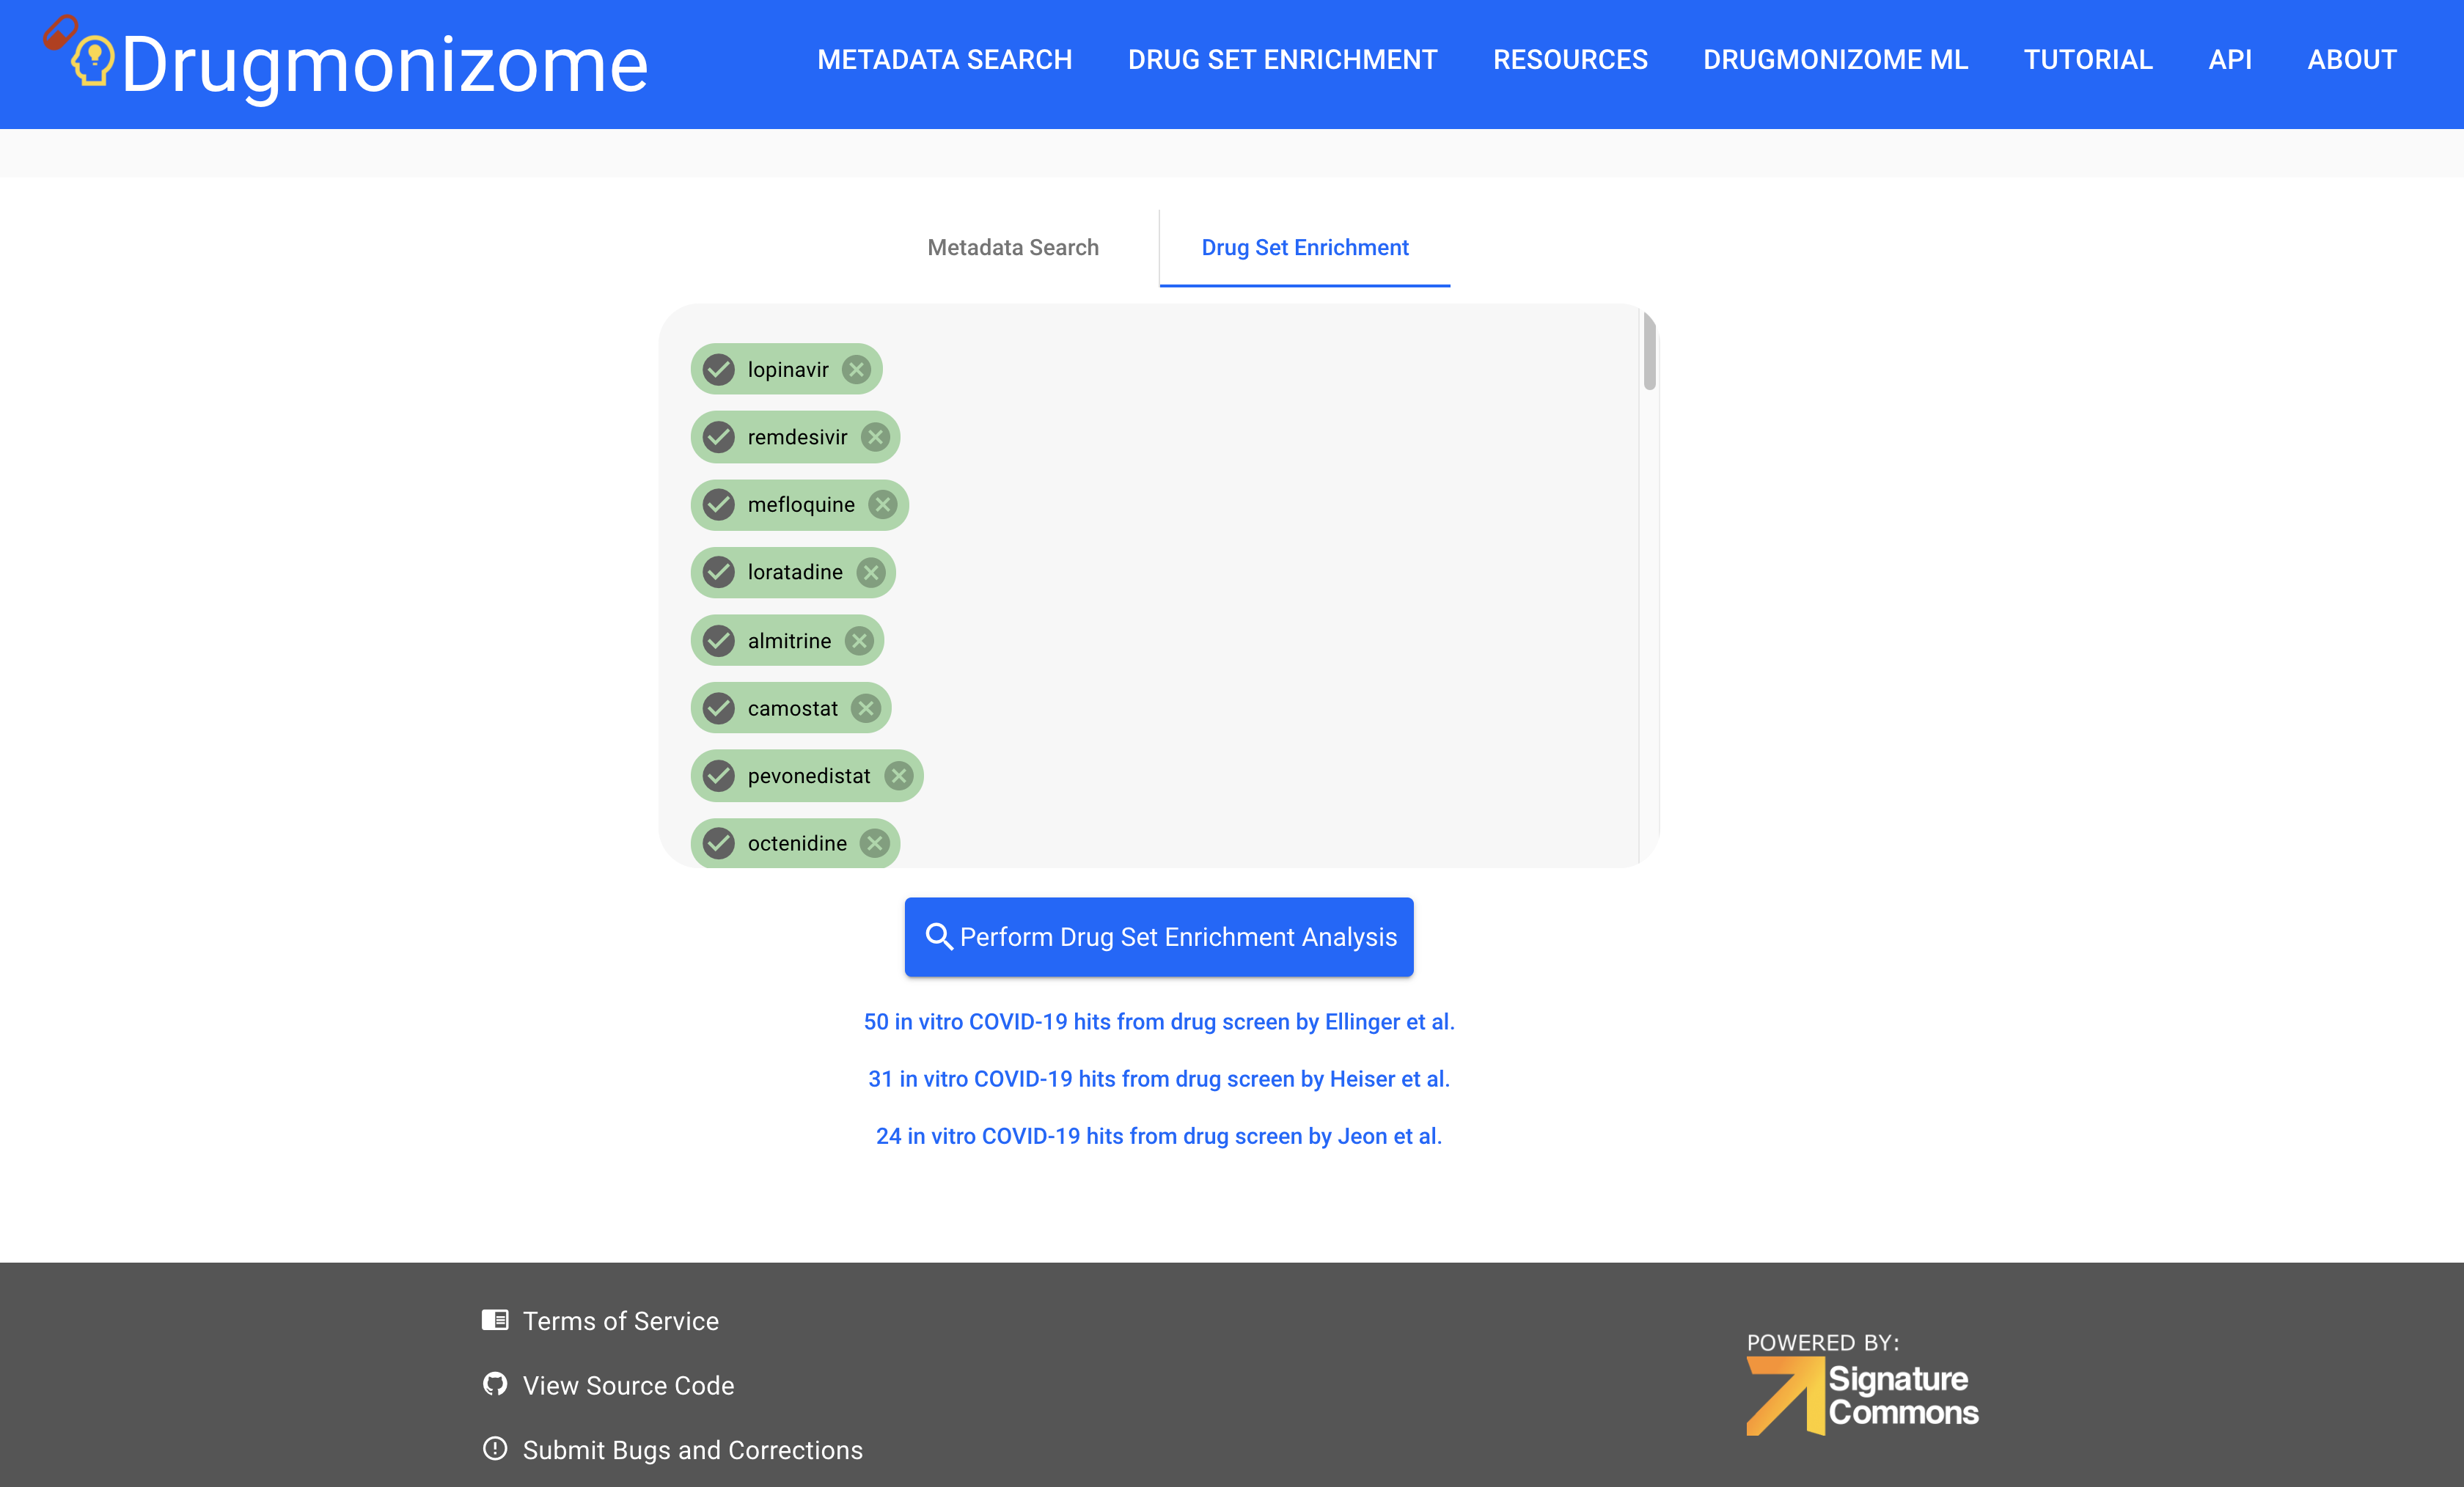 Drugmonizome
METADATA SEARCH DRUG SET ENRICHMENT RESOURCES DRUGMONIZOME ML TUTORIAL API ABOUT
Metadata Search Drug Set Enrichment
lopinavir
remdesivir
mefloquine
loratadine
almitrine
camostat
pevonedistat
octenidine
Perform Drug Set Enrichment Analysis
50 in vitro COVID-19 hits from drug screen by Ellinger et al.
31 in vitro COVID-19 hits from drug screen by Heiser et al.
24 in vitro COVID-19 hits from drug screen by Jeon et al.
Terms of Service
View Source Code
Submit Bugs and Corrections
POWERED BY:
Signature
Commons